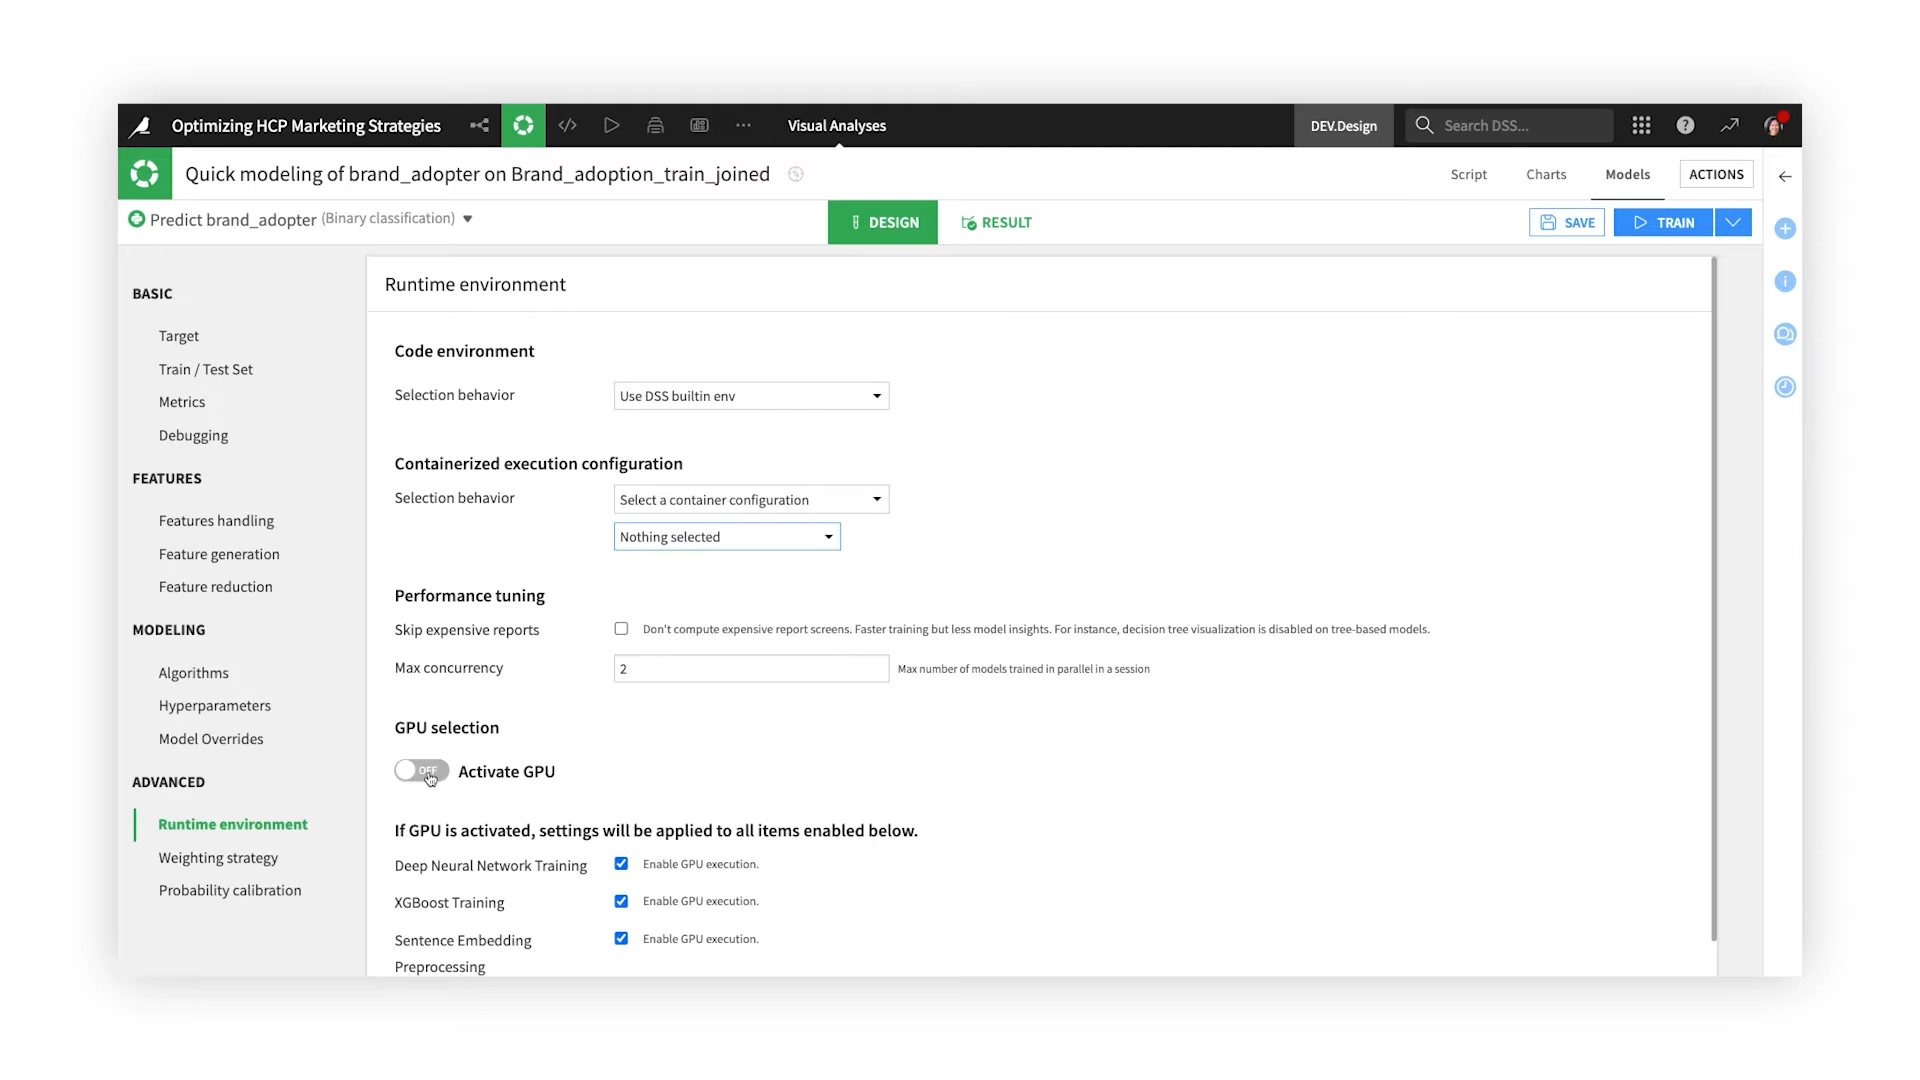 Optimizing HCP Marketing Strategies
Visual Analyses
DEV.Design
Search DSS...
Quick modeling of brand_adopter on Brand_adoption_train_joined
Script
Charts
Models
ACTIONS
Predict brand_adopter (Binary classification)
DESIGN
RESULT
SAVE
TRAIN
BASIC
Target
Train / Test Set
Metrics
Debugging
FEATURES
Features handling
Feature generation
Feature reduction
MODELING
Algorithms
Hyperparameters
Model Overrides
ADVANCED
Runtime environment
Weighting strategy
Probability calibration
Runtime environment
Code environment
Selection behavior
Use DSS builtin env
Containerized execution configuration
Selection behavior
Select a container configuration
Nothing selected
Performance tuning
Skip expensive reports
Don't compute expensive report screens. Faster training but less model insights. For instance, decision tree visualization is disabled on tree-based models.
Max concurrency
2
Max number of models trained in parallel in a session
GPU selection
OFF
Activate GPU
If GPU is activated, settings will be applied to all items enabled below.
Deep Neural Network Training
Enable GPU execution.
XGBoost Training
Enable GPU execution.
Sentence Embedding
Preprocessing
Enable GPU execution.